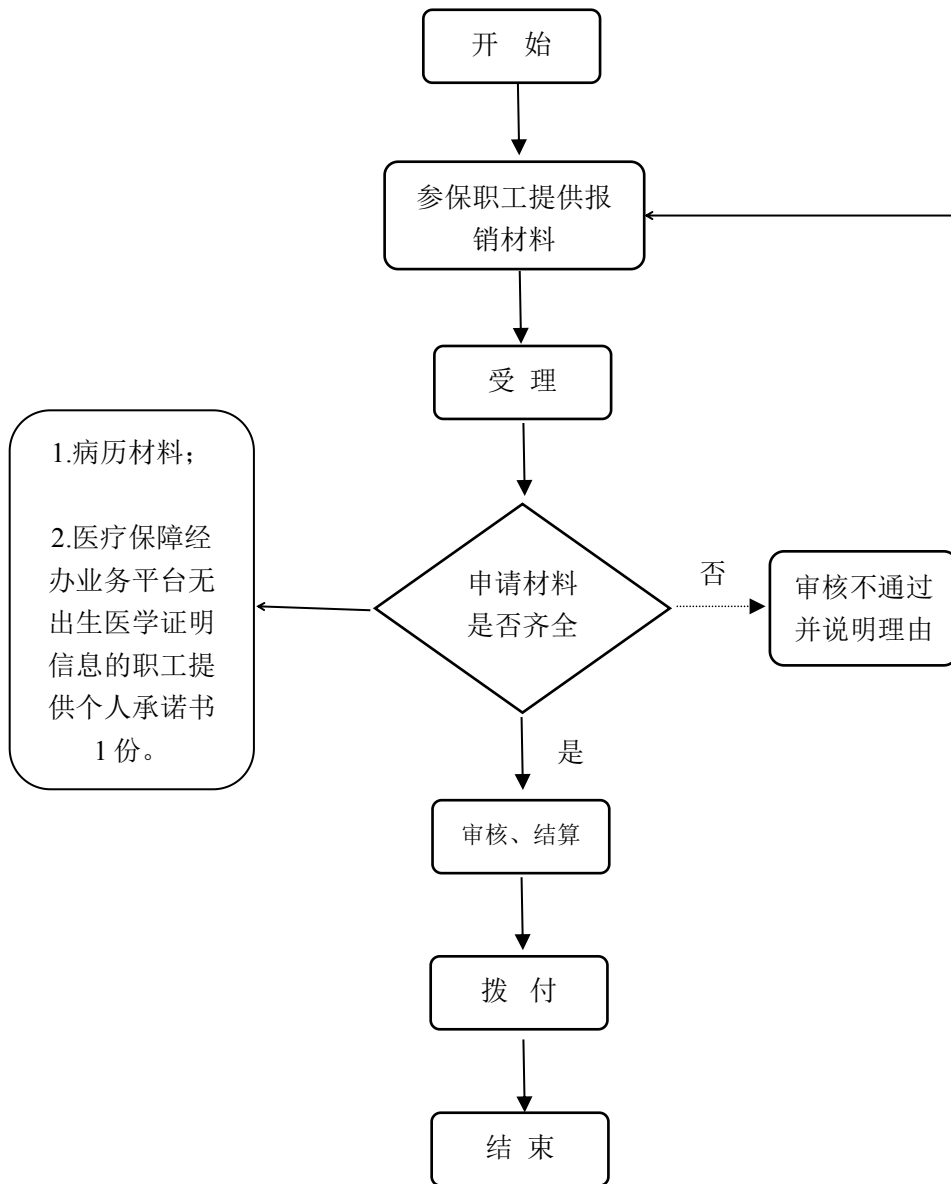 开 始
参保职工提供报
销材料
受 理
1.病历材料；
2.医疗保障经
办业务平台无
出生医学证明
信息的职工提
供个人承诺书
1 份。
申请材料
是否齐全
否
审核不通过
并说明理由
是
审核、结算
拨 付
结 束